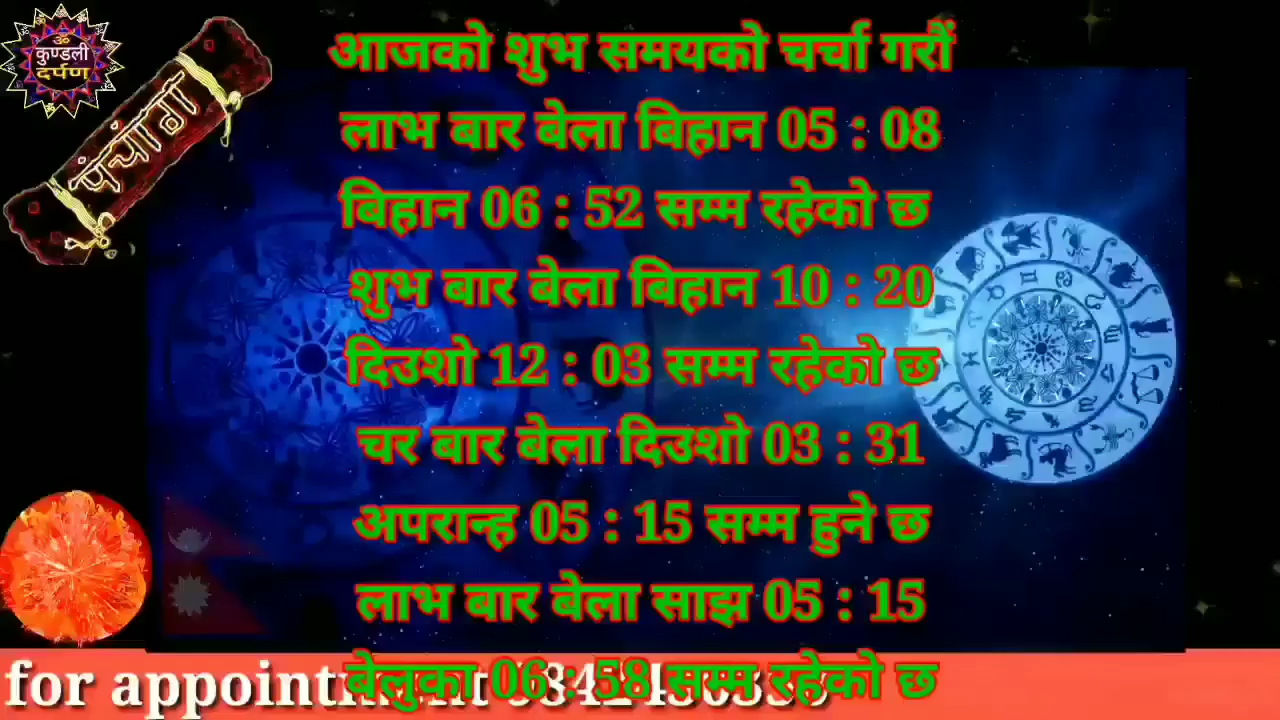 ॐ
कुण्डली
दर्पण
पंचांग
आजको शुभ समयको चर्चा गरौं
लाभ बार बेला बिहान 05 : 08
बिहान 06 : 52 सम्म रहेको छ
शुभ बार बेला बिहान 10 : 20
दिउशो 12 : 03 सम्म रहेको छ
चर बार बेला दिउशो 03 : 31
अपरान्ह 05 : 15 सम्म हुने छ
लाभ बार बेला साझ 05 : 15
बेलुका 06 : 58 सम्म रहेको छ
for appointment